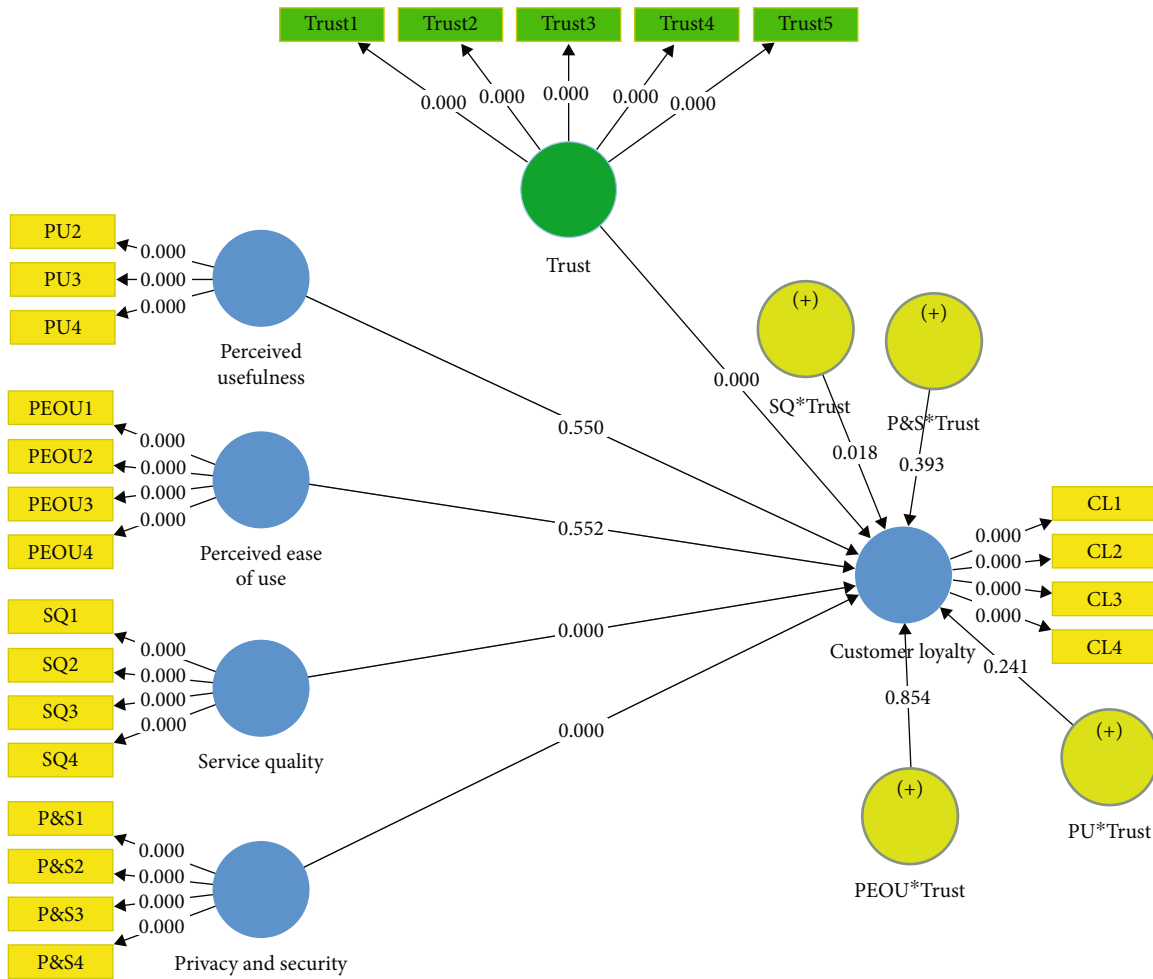 Trust1 Trust2 Trust3 Trust4 Trust5
0.000 0.000 0.000 0.000 0.000
Trust
PU2
PU3
PU4
0.000
0.000
0.000
Perceived
usefulness
PEOU1
PEOU2
PEOU3
PEOU4
0.000
0.000
0.000
0.000
Perceived ease
of use
SQ1
SQ2
SQ3
SQ4
0.000
0.000
0.000
0.000
Service quality
P&S1
P&S2
P&S3
P&S4
0.000
0.000
0.000
0.000
Privacy and security
0.550
0.552
0.000
0.000
0.000
(+)
SQ*Trust
0.018
(+)
P&S*Trust
0.393
Customer loyalty
0.000
0.000
0.000
0.000
CL1
CL2
CL3
CL4
0.854
(+)
PEOU*Trust
0.241
(+)
PU*Trust